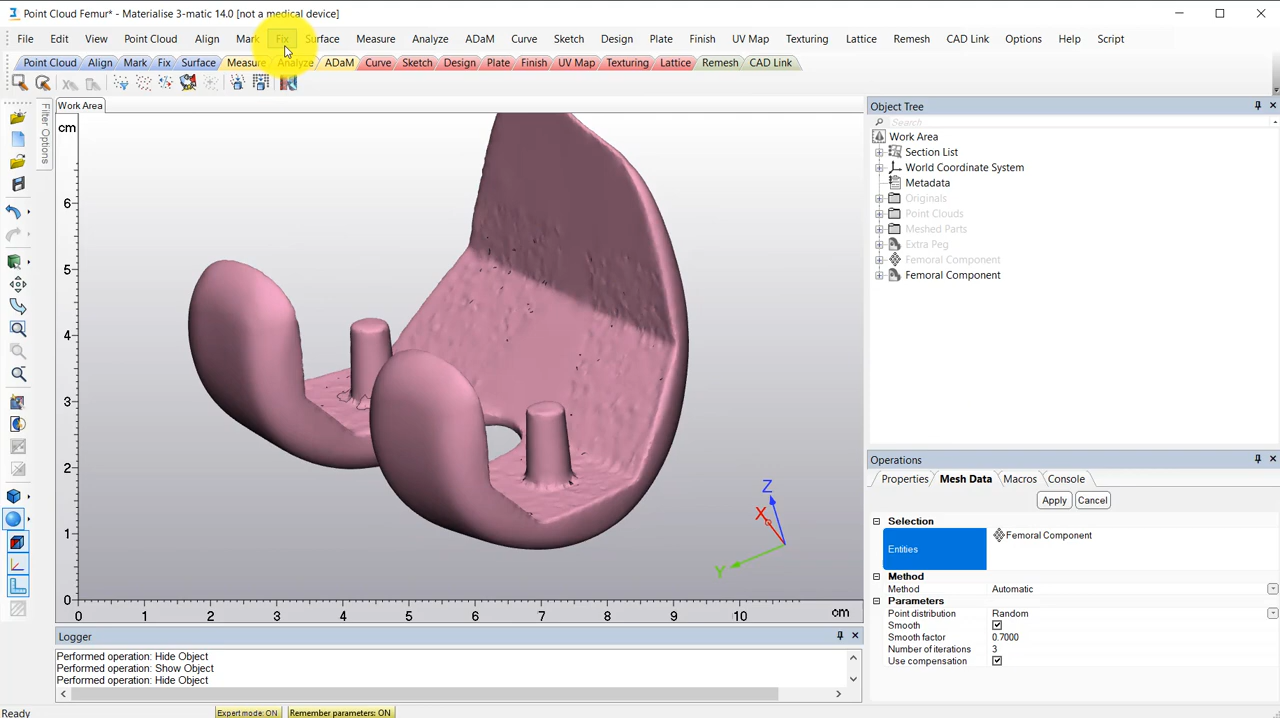 Point Cloud Femur* - Materialise 3-matic 14.0 [not a medical device]
File Edit View Point Cloud Align Mark Fix Surface Measure Analyze ADaM Curve Sketch Design Plate Finish UV Map Texturing Lattice Remesh CAD Link Options Help Script
Point Cloud Align Mark Fix Surface Measure Analyze ADaM Curve Sketch Design Plate Finish UV Map Texturing Lattice Remesh CAD Link
Filter Options
Work Area
cm
6
5
4
3
2
1
0
0 1 2 3 4 5 6 7 8 9 10 cm
Z
X
Y
Object Tree
Search
Work Area
Section List
World Coordinate System
Metadata
Originals
Point Clouds
Meshed Parts
Extra Peg
Femoral Component
Femoral Component
Operations
Properties Mesh Data Macros Console
Apply Cancel
Selection
Entities Femoral Component
Method
Method Automatic
Parameters
Point distribution Random
Smooth
Smooth factor 0.7000
Number of iterations 3
Use compensation
Logger
Performed operation: Hide Object
Performed operation: Show Object
Performed operation: Hide Object
Ready Expert mode: ON Remember parameters: ON